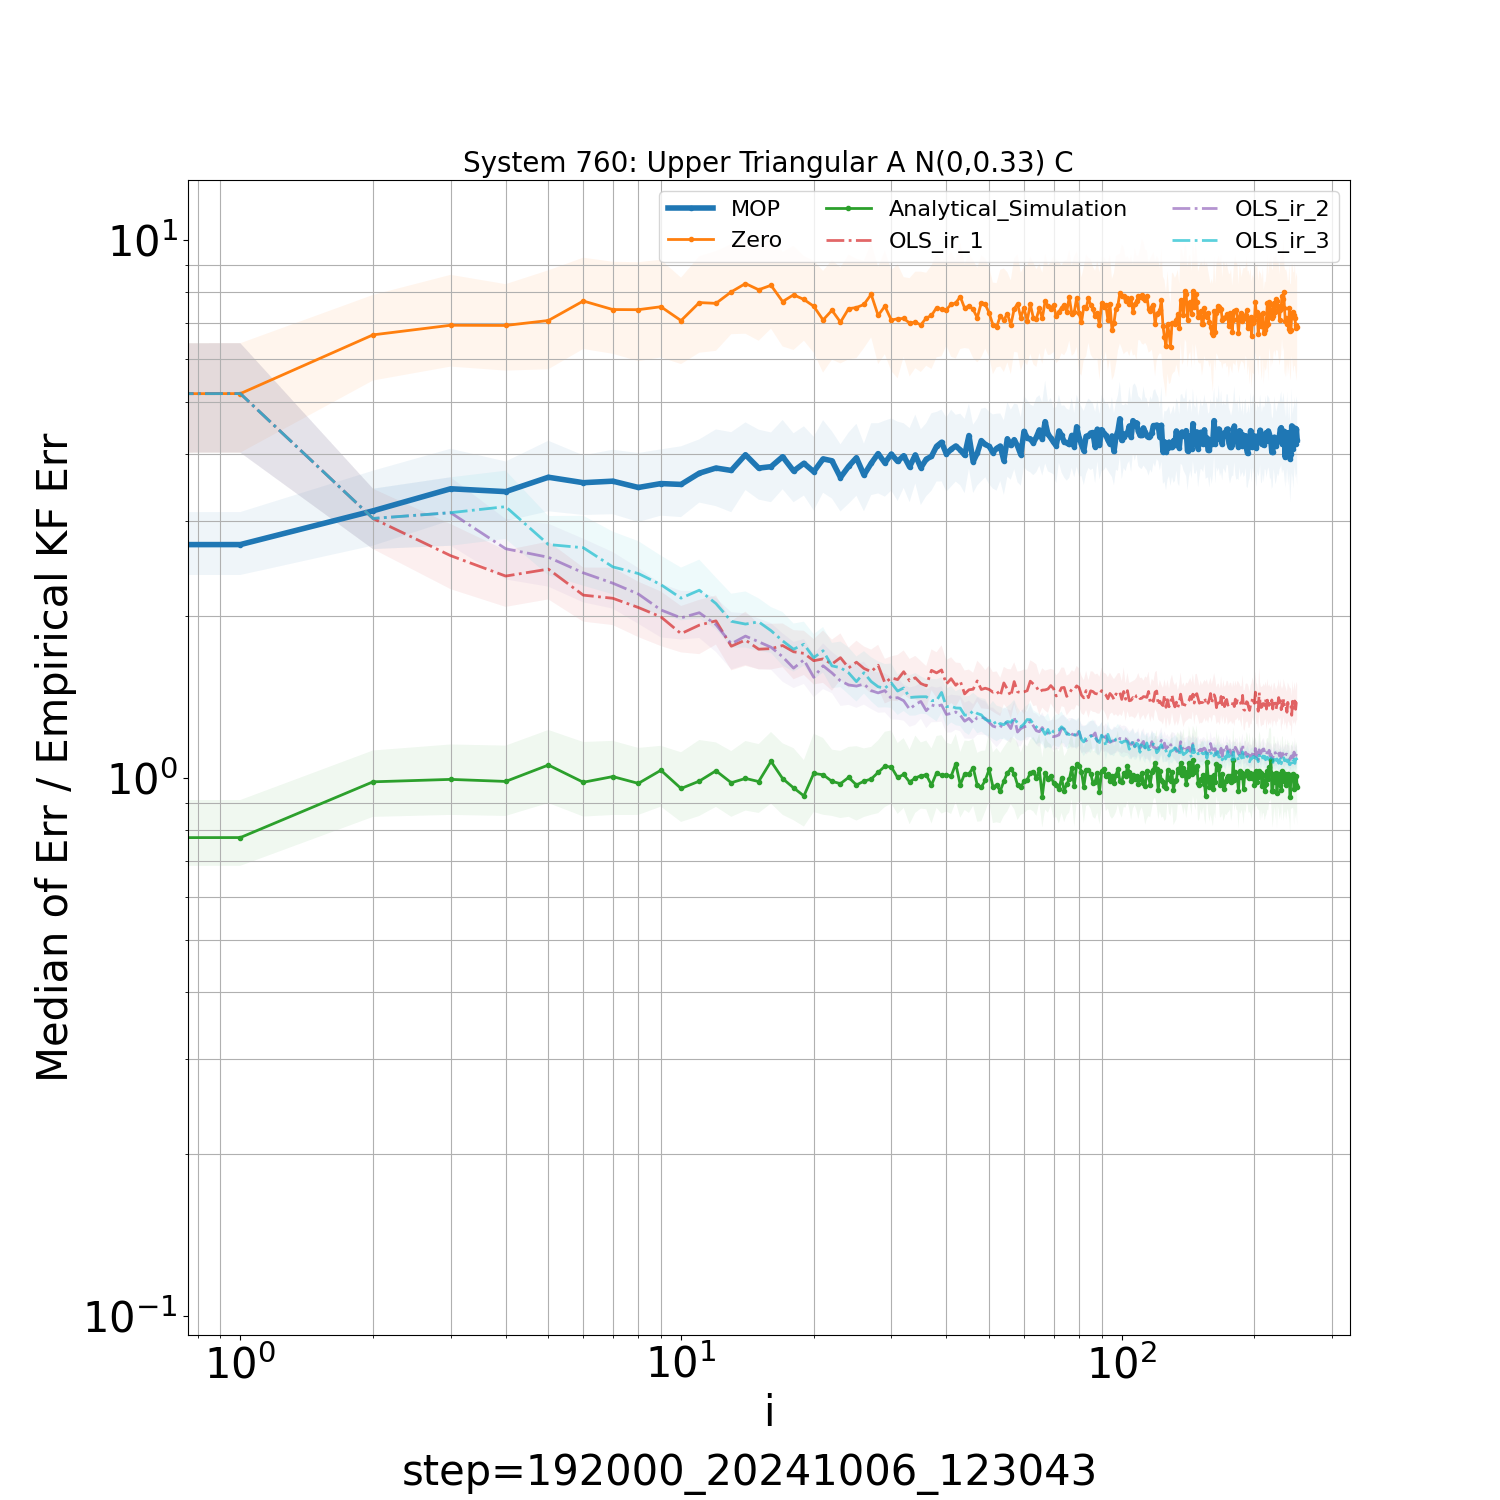 System 760: Upper Triangular A N(0,0.33) C
MOP
Zero
Analytical_Simulation
OLS_ir_1
OLS_ir_2
OLS_ir_3
Median of Err / Empirical KF Err
10¹
10⁰
10⁻¹
10⁰
10¹
10²
i
step=192000_20241006_123043